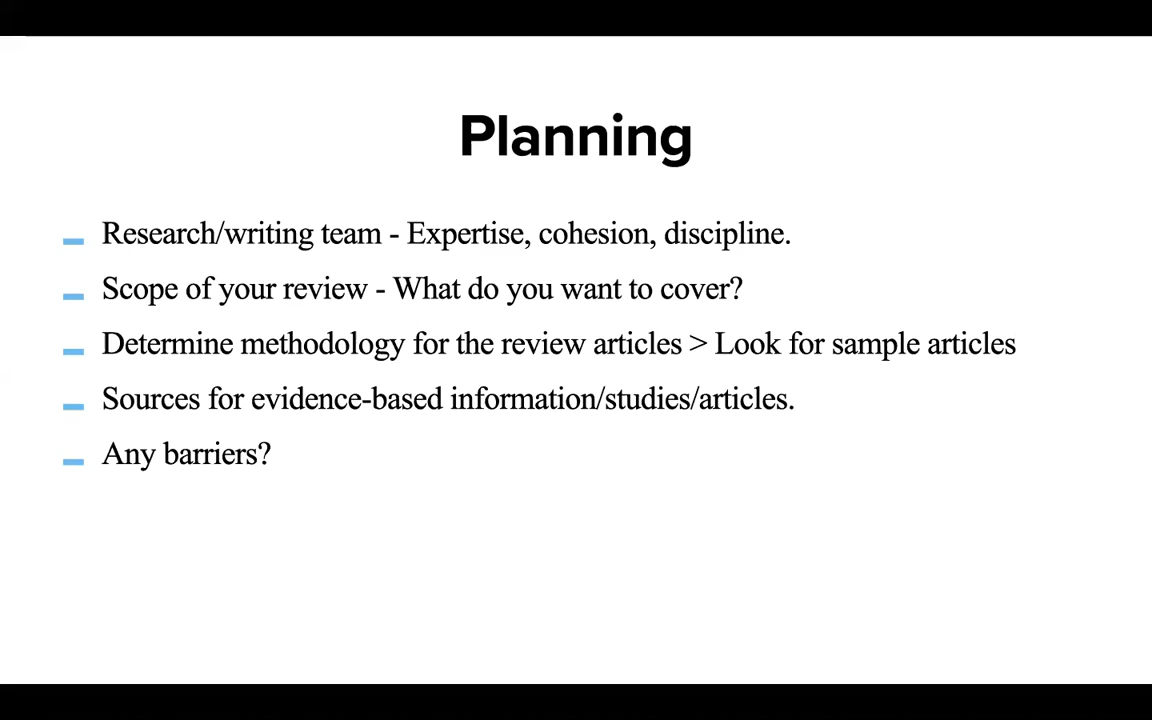 Planning
Research/writing team - Expertise, cohesion, discipline.
Scope of your review - What do you want to cover?
Determine methodology for the review articles > Look for sample articles
Sources for evidence-based information/studies/articles.
Any barriers?